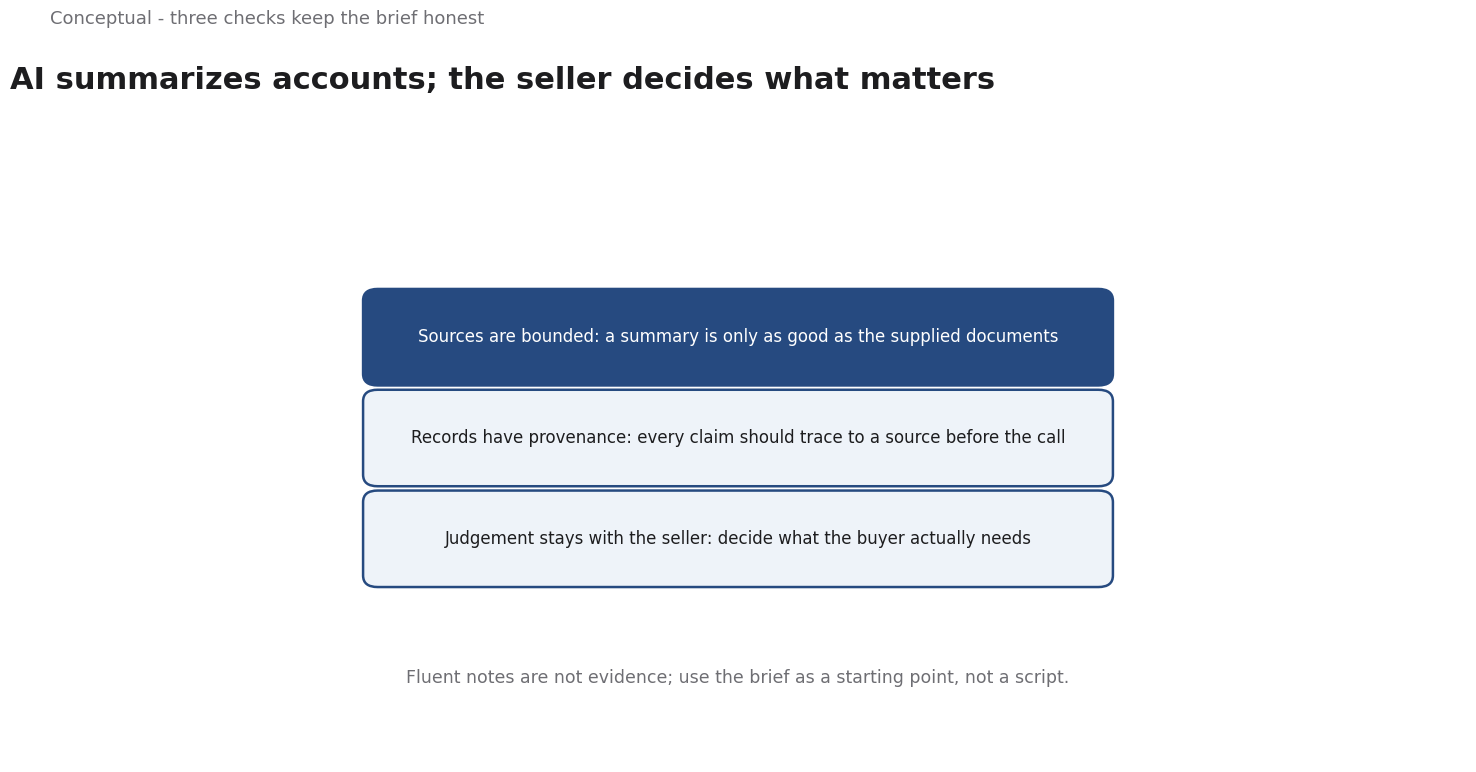 Conceptual - three checks keep the brief honest
AI summarizes accounts; the seller decides what matters
Sources are bounded: a summary is only as good as the supplied documents
Records have provenance: every claim should trace to a source before the call
Judgement stays with the seller: decide what the buyer actually needs
Fluent notes are not evidence; use the brief as a starting point, not a script.